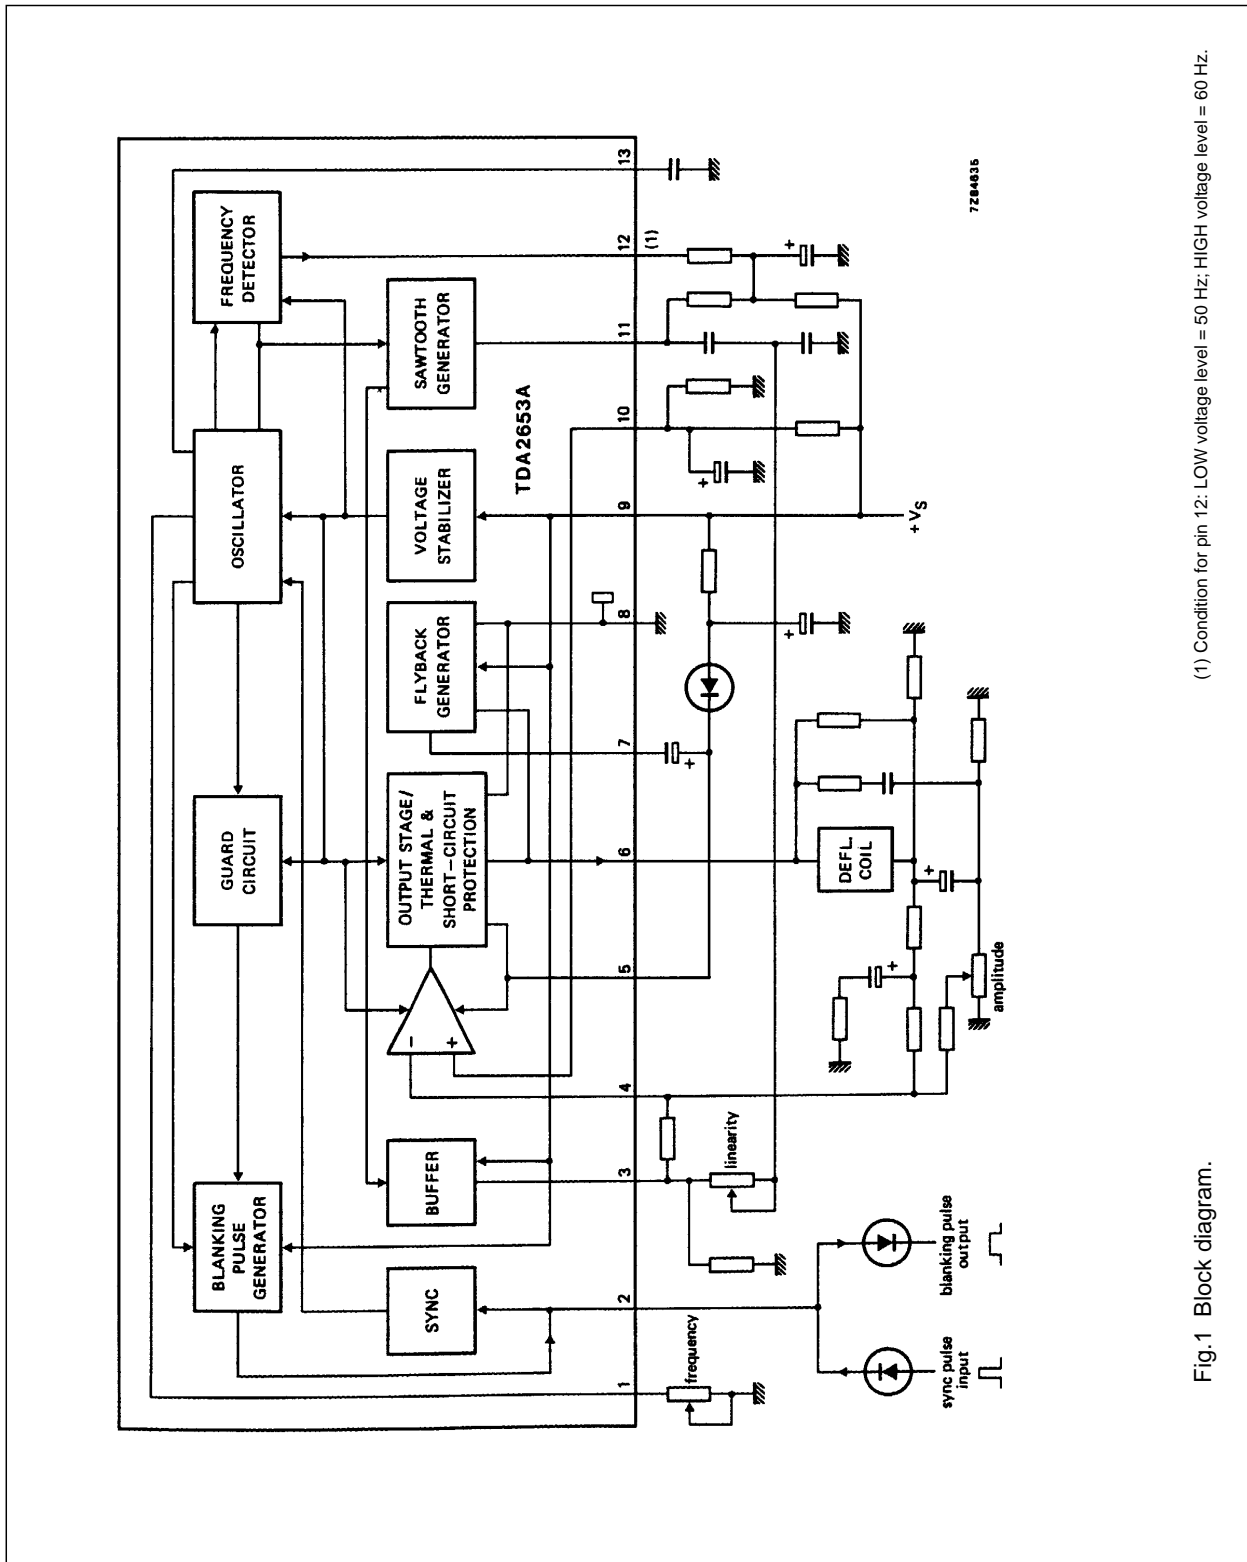 BLANKING
PULSE
GENERATOR
GUARD
CIRCUIT
OSCILLATOR
FREQUENCY
DETECTOR
SYNC
BUFFER
−
+
OUTPUT STAGE/
THERMAL &
SHORT-CIRCUIT
PROTECTION
FLYBACK
GENERATOR
VOLTAGE
STABILIZER
SAWTOOTH
GENERATOR
TDA2653A
1
2
3
4
5
6
7
8
9
10
11
12
13
(1)
frequency
linearity
+
+
+
+
DEFL.
COIL
+
+
+VS
amplitude
sync pulse
input
blanking pulse
output
7Z84635
(1) Condition for pin 12: LOW voltage level = 50 Hz; HIGH voltage level = 60 Hz.
Fig.1 Block diagram.